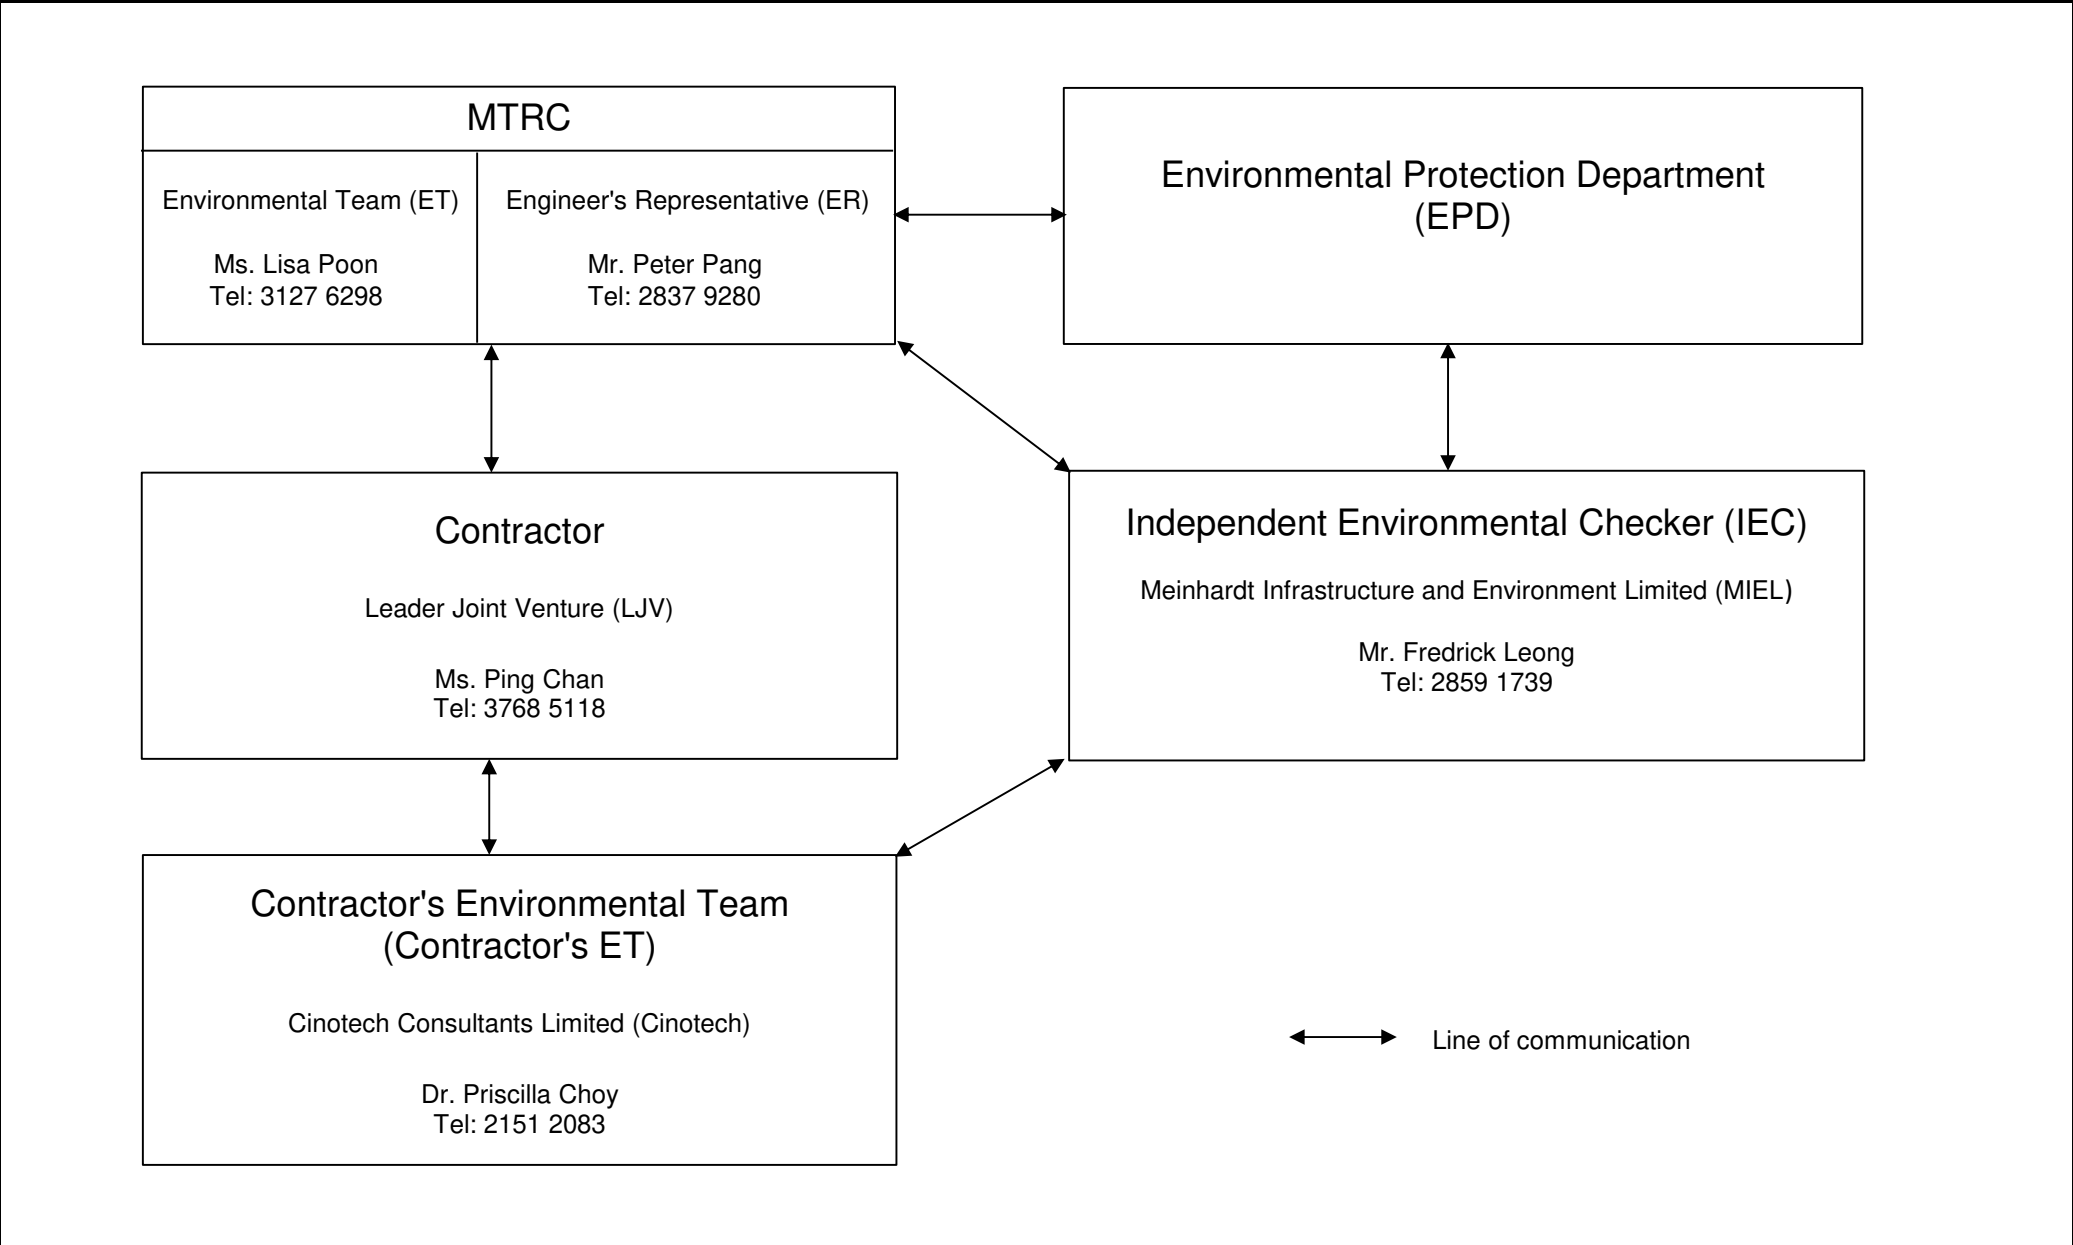 MTRC
Environmental Team (ET)
Ms. Lisa Poon
Tel: 3127 6298
Engineer's Representative (ER)
Mr. Peter Pang
Tel: 2837 9280
Environmental Protection Department
(EPD)
Contractor
Leader Joint Venture (LJV)
Ms. Ping Chan
Tel: 3768 5118
Independent Environmental Checker (IEC)
Meinhardt Infrastructure and Environment Limited (MIEL)
Mr. Fredrick Leong
Tel: 2859 1739
Contractor's Environmental Team
(Contractor's ET)
Cinotech Consultants Limited (Cinotech)
Dr. Priscilla Choy
Tel: 2151 2083
Line of communication